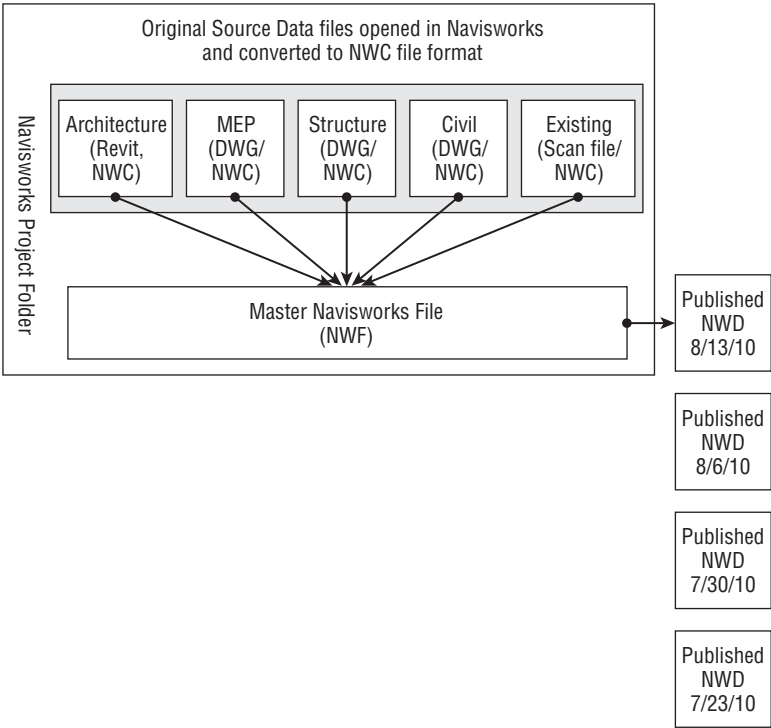 Original Source Data files opened in Navisworks
and converted to NWC file format
Navisworks Project Folder
Architecture
(Revit,
NWC)
MEP
(DWG/
NWC)
Structure
(DWG/
NWC)
Civil
(DWG/
NWC)
Existing
(Scan file/
NWC)
Master Navisworks File
(NWF)
Published
NWD
8/13/10
Published
NWD
8/6/10
Published
NWD
7/30/10
Published
NWD
7/23/10